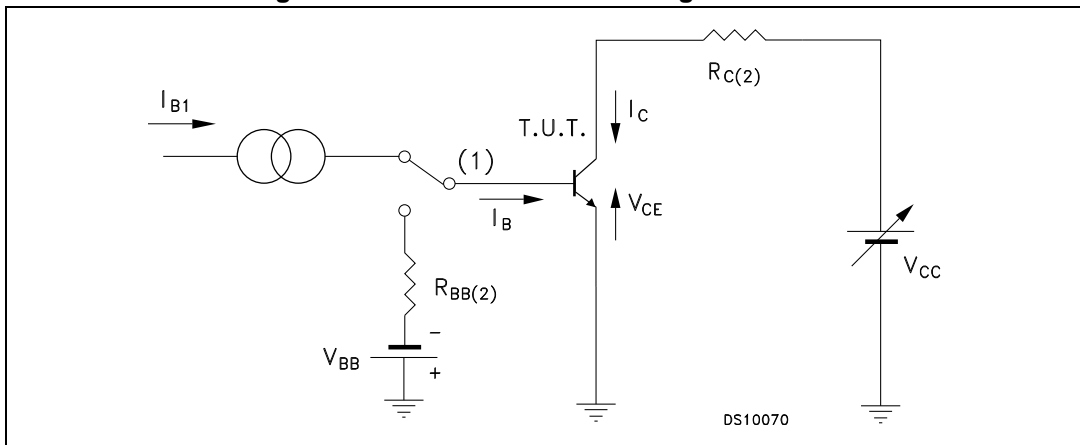 I_B1
R_C(2)
I_C
T.U.T.
(1)
V_CE
I_B
V_CC
R_BB(2)
−
V_BB
+
DS10070